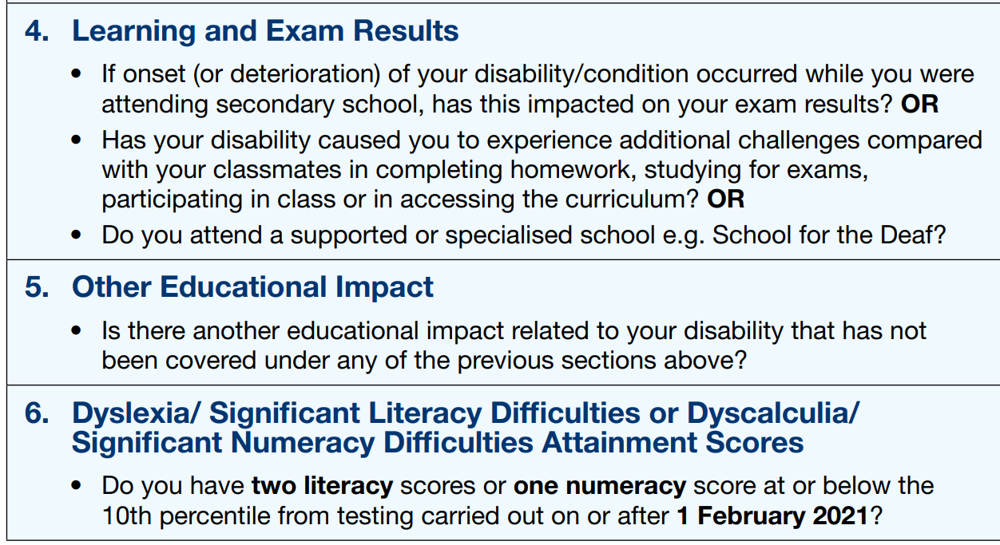 4. Learning and Exam Results
• If onset (or deterioration) of your disability/condition occurred while you were
attending secondary school, has this impacted on your exam results? OR
• Has your disability caused you to experience additional challenges compared
with your classmates in completing homework, studying for exams,
participating in class or in accessing the curriculum? OR
• Do you attend a supported or specialised school e.g. School for the Deaf?
5. Other Educational Impact
• Is there another educational impact related to your disability that has not
been covered under any of the previous sections above?
6. Dyslexia/ Significant Literacy Difficulties or Dyscalculia/
Significant Numeracy Difficulties Attainment Scores
• Do you have two literacy scores or one numeracy score at or below the
10th percentile from testing carried out on or after 1 February 2021?